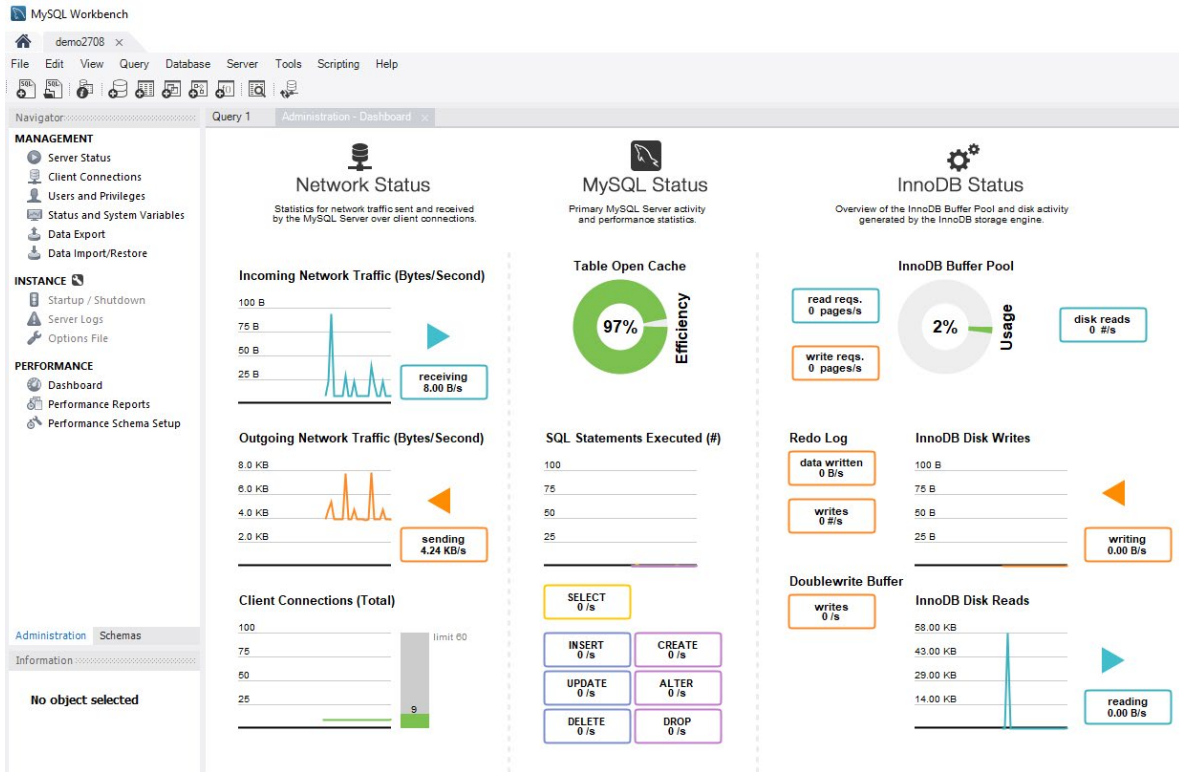 MySQL Workbench
demo2708 ×
File Edit View Query Database Server Tools Scripting Help
Navigator
MANAGEMENT
Server Status
Client Connections
Users and Privileges
Status and System Variables
Data Export
Data Import/Restore
INSTANCE
Startup / Shutdown
Server Logs
Options File
PERFORMANCE
Dashboard
Performance Reports
Performance Schema Setup
Administration Schemas
Information
No object selected
Query 1 Administration - Dashboard ×
Network Status
Statistics for network traffic sent and received
by the MySQL Server over client connections.
Incoming Network Traffic (Bytes/Second)
100 B
75 B
50 B
25 B
receiving
8.00 B/s
Outgoing Network Traffic (Bytes/Second)
8.0 KB
6.0 KB
4.0 KB
2.0 KB
sending
4.24 KB/s
Client Connections (Total)
100
75
50
25
limit 60
9
MySQL Status
Primary MySQL Server activity
and performance statistics.
Table Open Cache
97%
Efficiency
SQL Statements Executed (#)
100
75
50
25
SELECT
0 /s
INSERT
0 /s
CREATE
0 /s
UPDATE
0 /s
ALTER
0 /s
DELETE
0 /s
DROP
0 /s
InnoDB Status
Overview of the InnoDB Buffer Pool and disk activity
generated by the InnoDB storage engine.
InnoDB Buffer Pool
read reqs.
0 pages/s
write reqs.
0 pages/s
2%
Usage
disk reads
0 #/s
Redo Log
data written
0 B/s
writes
0 #/s
InnoDB Disk Writes
100 B
75 B
50 B
25 B
writing
0.00 B/s
Doublewrite Buffer
writes
0 /s
InnoDB Disk Reads
58.00 KB
43.00 KB
29.00 KB
14.00 KB
reading
0.00 B/s